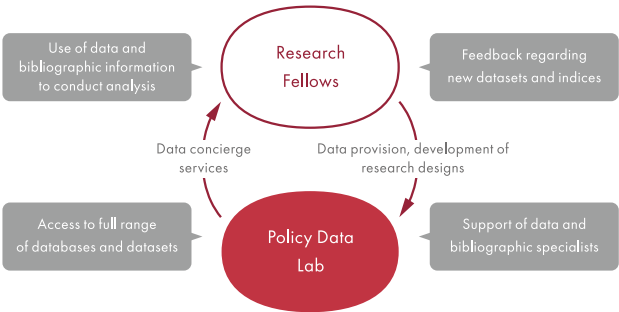 Use of data and
bibliographic information
to conduct analysis
Research
Fellows
Feedback regarding
new datasets and indices
Data concierge
services
Data provision, development of
research designs
Access to full range
of databases and datasets
Policy Data
Lab
Support of data and
bibliographic specialists